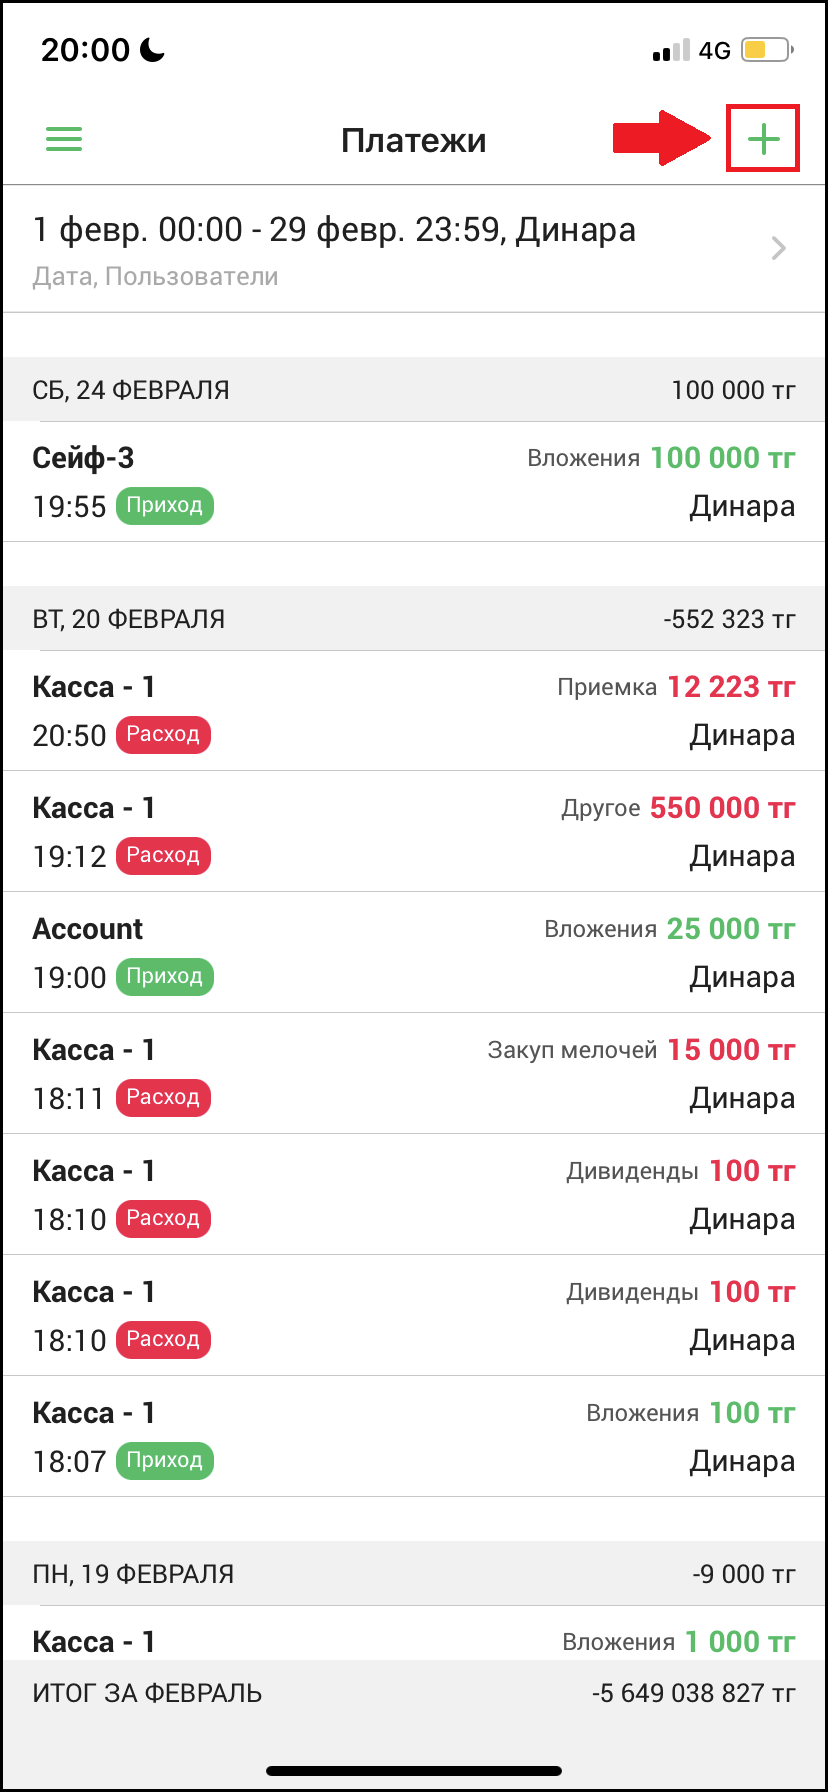 20:00 4G
Платежи
1 февр. 00:00 - 29 февр. 23:59, Динара
Дата, Пользователи
СБ, 24 ФЕВРАЛЯ 100 000 тг
Сейф-3 Вложения 100 000 тг
19:55 Приход Динара
ВТ, 20 ФЕВРАЛЯ -552 323 тг
Касса - 1 Приемка 12 223 тг
20:50 Расход Динара
Касса - 1 Другое 550 000 тг
19:12 Расход Динара
Account Вложения 25 000 тг
19:00 Приход Динара
Касса - 1 Закуп мелочей 15 000 тг
18:11 Расход Динара
Касса - 1 Дивиденды 100 тг
18:10 Расход Динара
Касса - 1 Дивиденды 100 тг
18:10 Расход Динара
Касса - 1 Вложения 100 тг
18:07 Приход Динара
ПН, 19 ФЕВРАЛЯ -9 000 тг
Касса - 1 Вложения 1 000 тг
ИТОГ ЗА ФЕВРАЛЬ -5 649 038 827 тг